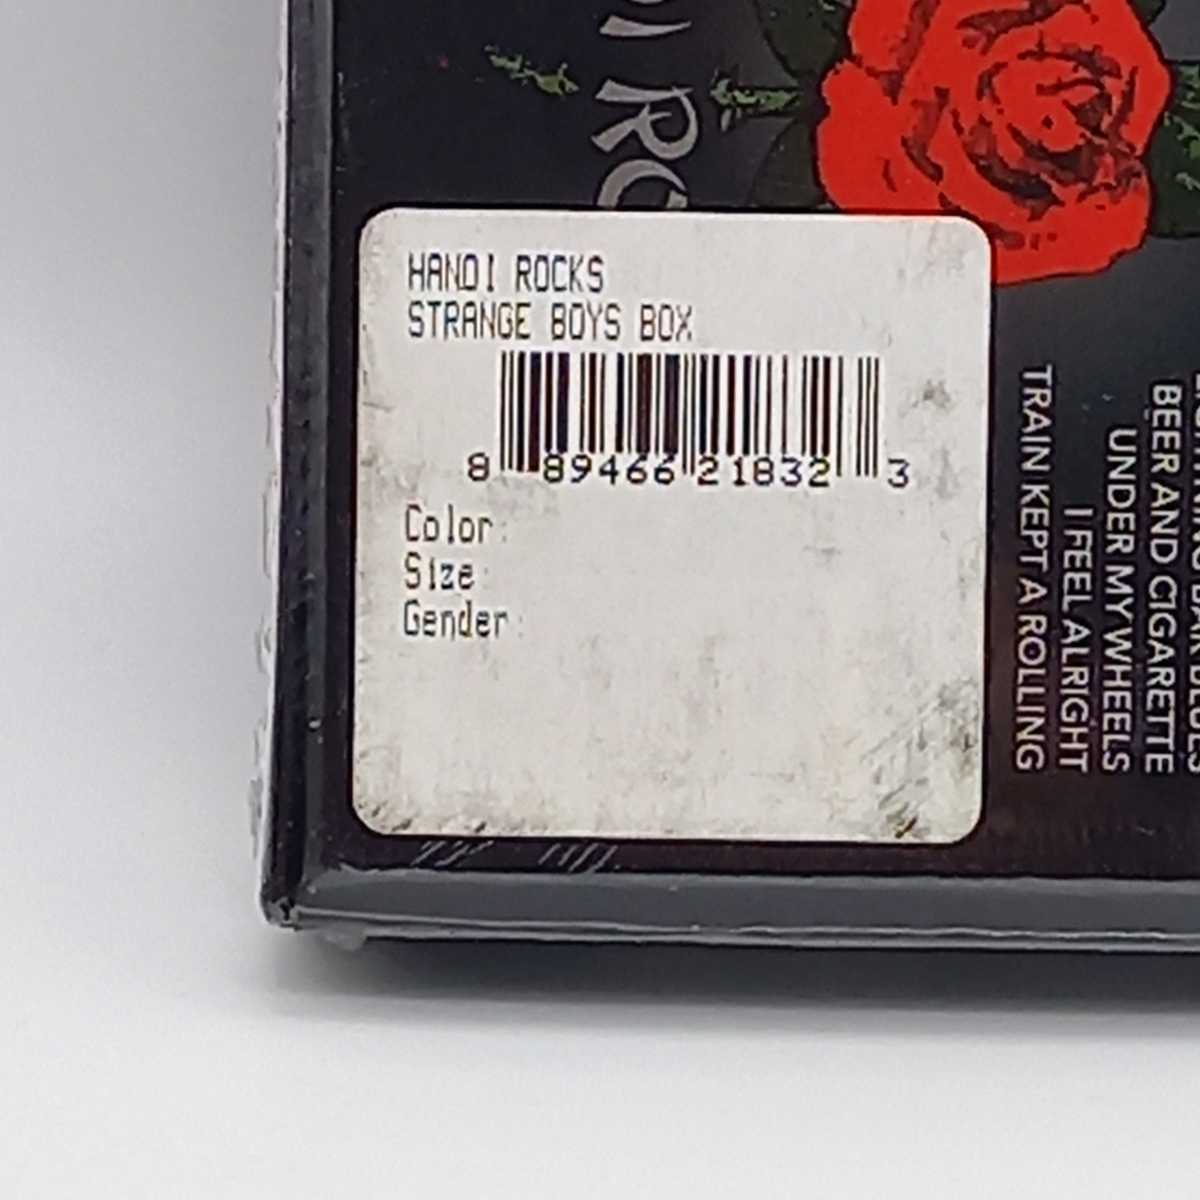 HANOI ROCKS
STRANGE BOYS BOX
8 89466 21832 3
Color:
Size:
Gender:
BEER AND CIGARETTE
UNDER MY WHEELS
I FEEL ALRIGHT
TRAIN KEPT A ROLLING